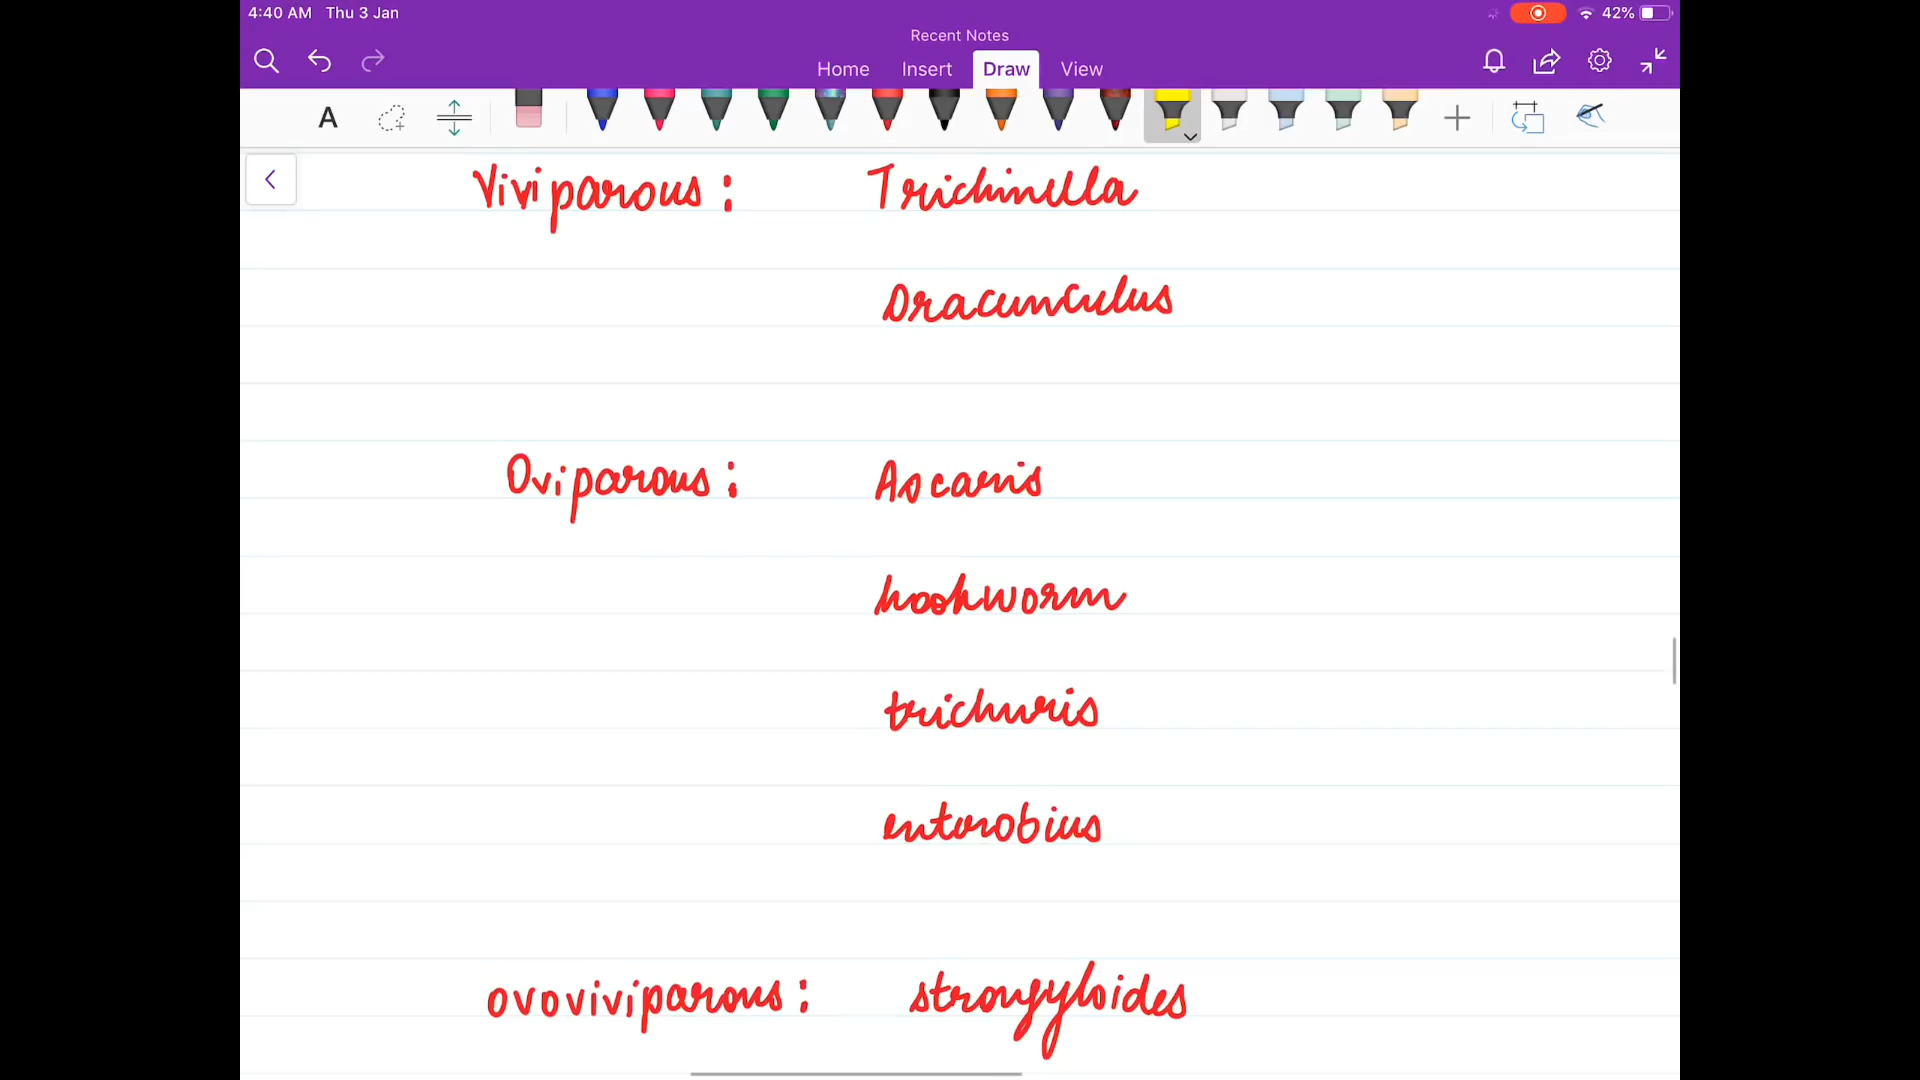 4:40 AM Thu 3 Jan
42%
Recent Notes
Home Insert Draw View
A
Viviparous : Trichinella
Dracunculus
Oviparous : Ascaris
hookworm
trichuris
enterobius
ovoviviparous : strongyloides